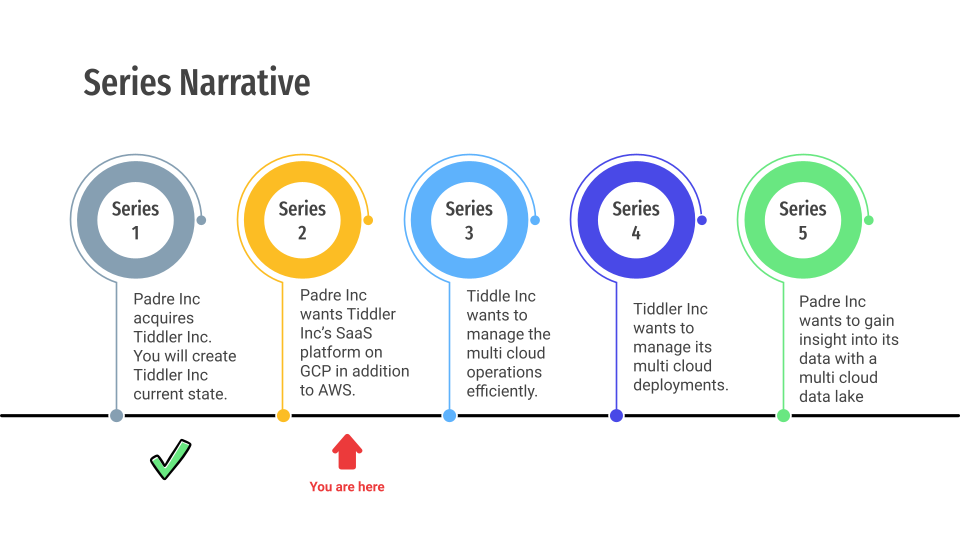 Series Narrative
Series
1
Series
2
Series
3
Series
4
Series
5
Padre Inc
acquires
Tiddler Inc.
You will create
Tiddler Inc
current state.
Padre Inc
wants Tiddler
Inc's SaaS
platform on
GCP in addition
to AWS.
Tiddle Inc
wants to
manage the
multi cloud
operations
efficiently.
Tiddler Inc
wants to
manage its
multi cloud
deployments.
Padre Inc
wants to gain
insight into its
data with a
multi cloud
data lake
You are here